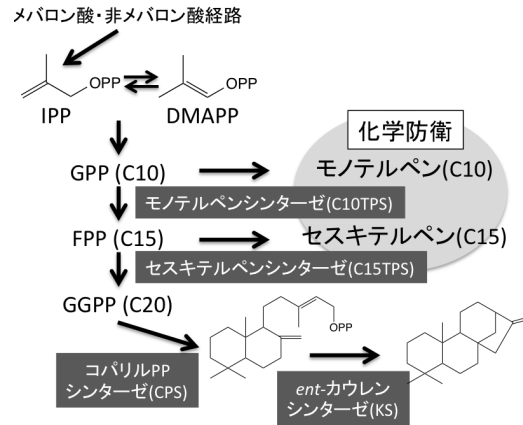 メバロン酸・非メバロン酸経路
OPP
OPP
IPP
DMAPP
化学防衛
GPP (C10)
モノテルペン(C10)
モノテルペンシンターゼ(C10TPS)
FPP (C15)
セスキテルペン(C15)
セスキテルペンシンターゼ(C15TPS)
GGPP (C20)
OPP
コパリルPP
シンターゼ(CPS)
ent-カウレン
シンターゼ(KS)